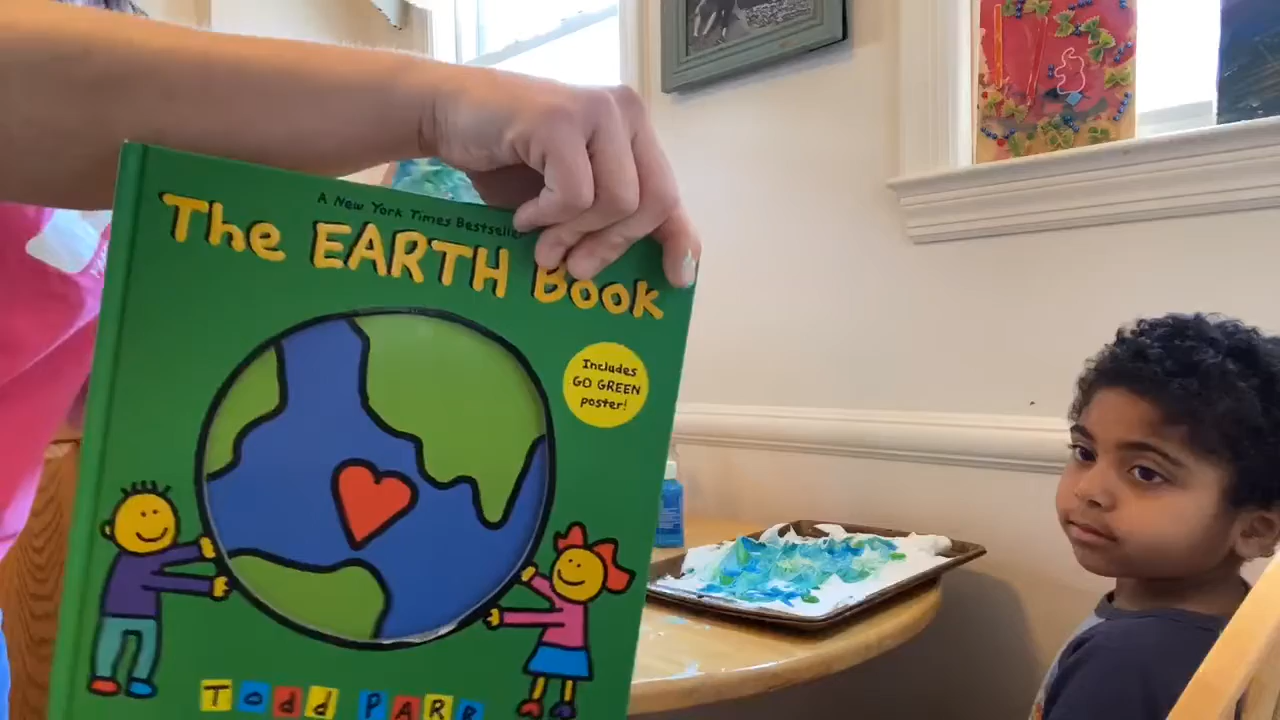 A New York Times Bestseller
The EARTH Book
Includes
GO GREEN
poster!
Todd PARR